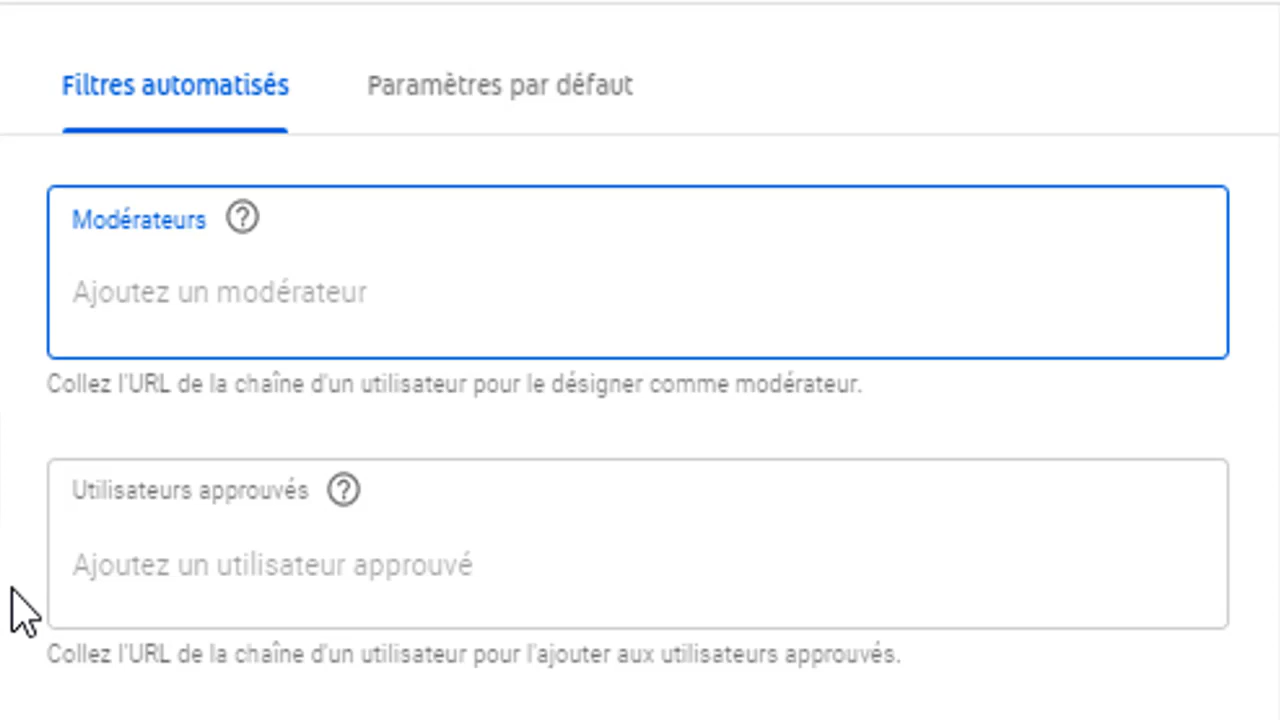 Filtres automatisés Paramètres par défaut
Modérateurs
Ajoutez un modérateur
Collez l'URL de la chaîne d'un utilisateur pour le désigner comme modérateur.
Utilisateurs approuvés
Ajoutez un utilisateur approuvé
Collez l'URL de la chaîne d'un utilisateur pour l'ajouter aux utilisateurs approuvés.